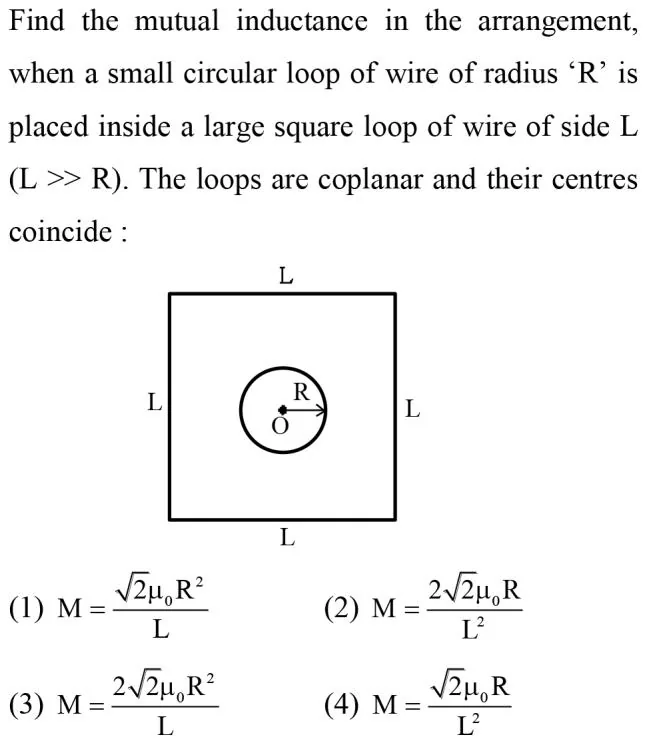 Find the mutual inductance in the arrangement,
when a small circular loop of wire of radius ‘R’ is
placed inside a large square loop of wire of side L
(L >> R). The loops are coplanar and their centres
coincide :
L
L
R
O
L
L
(1) M = √2μ₀R² / L (2) M = 2√2μ₀R / L²
(3) M = 2√2μ₀R² / L (4) M = √2μ₀R / L²